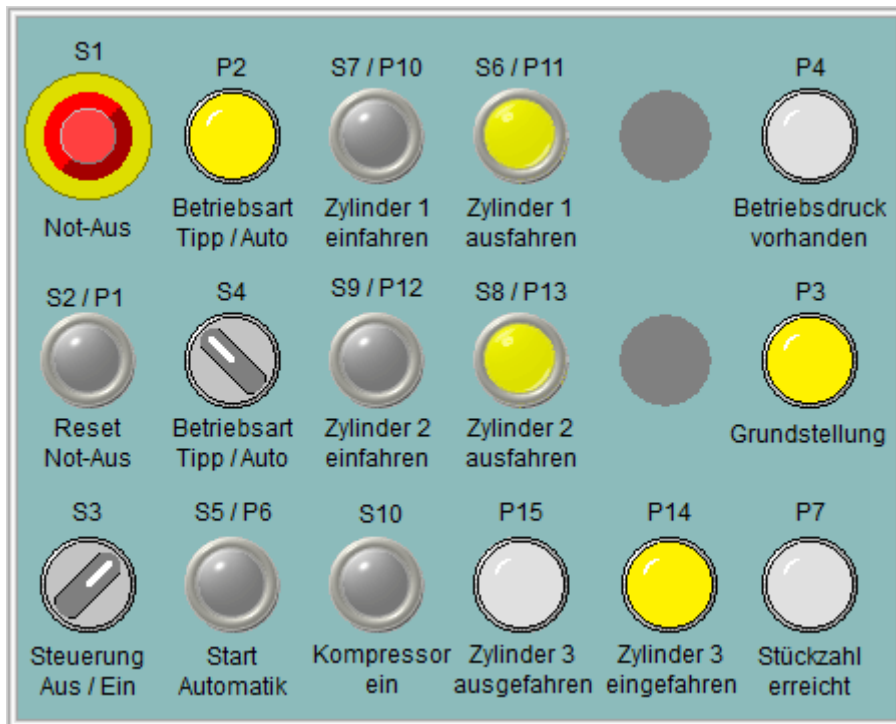 S1
P2
S7 / P10
S6 / P11
P4
Not-Aus
Betriebsart
Tipp / Auto
Zylinder 1
einfahren
Zylinder 1
ausfahren
Betriebsdruck
vorhanden
S2 / P1
S4
S9 / P12
S8 / P13
P3
Reset
Not-Aus
Betriebsart
Tipp / Auto
Zylinder 2
einfahren
Zylinder 2
ausfahren
Grundstellung
S3
S5 / P6
S10
P15
P14
P7
Steuerung
Aus / Ein
Start
Automatik
Kompressor
ein
Zylinder 3
ausgefahren
Zylinder 3
eingefahren
Stückzahl
erreicht